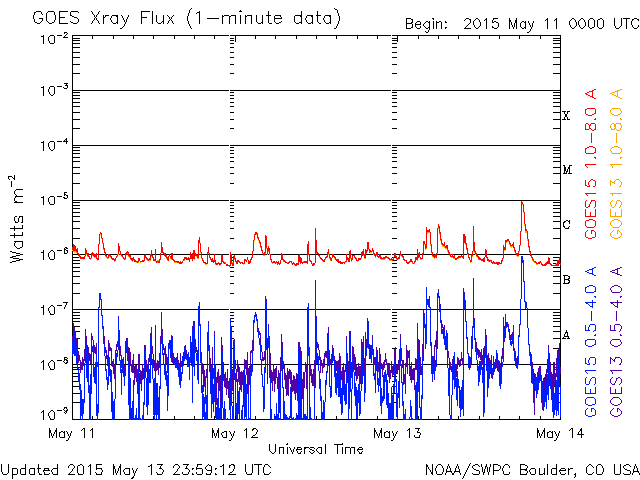 GOES Xray Flux (1-minute data)
Begin: 2015 May 11 0000 UTC
10⁻²
10⁻³
10⁻⁴
10⁻⁵
10⁻⁶
10⁻⁷
10⁻⁸
10⁻⁹
Watts m⁻²
X
M
C
B
A
GOES15 1.0-8.0 A
GOES13 1.0-8.0 A
GOES15 0.5-4.0 A
GOES13 0.5-4.0 A
May 11 May 12 May 13 May 14
Universal Time
Updated 2015 May 13 23:59:12 UTC
NOAA/SWPC Boulder, CO USA